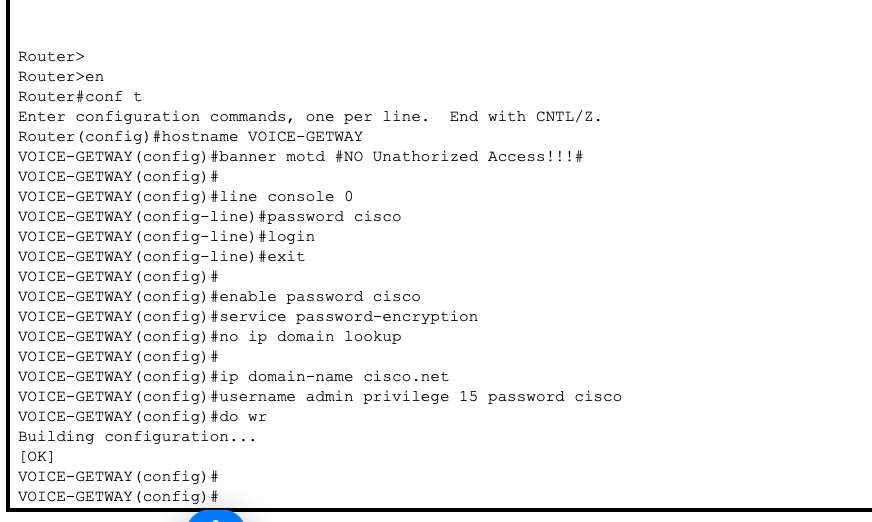 Router>
Router>en
Router#conf t
Enter configuration commands, one per line.  End with CNTL/Z.
Router(config)#hostname VOICE-GETWAY
VOICE-GETWAY(config)#banner motd #NO Unathorized Access!!!#
VOICE-GETWAY(config)#
VOICE-GETWAY(config)#line console 0
VOICE-GETWAY(config-line)#password cisco
VOICE-GETWAY(config-line)#login
VOICE-GETWAY(config-line)#exit
VOICE-GETWAY(config)#
VOICE-GETWAY(config)#enable password cisco
VOICE-GETWAY(config)#service password-encryption
VOICE-GETWAY(config)#no ip domain lookup
VOICE-GETWAY(config)#
VOICE-GETWAY(config)#ip domain-name cisco.net
VOICE-GETWAY(config)#username admin privilege 15 password cisco
VOICE-GETWAY(config)#do wr
Building configuration...
[OK]
VOICE-GETWAY(config)#
VOICE-GETWAY(config)#